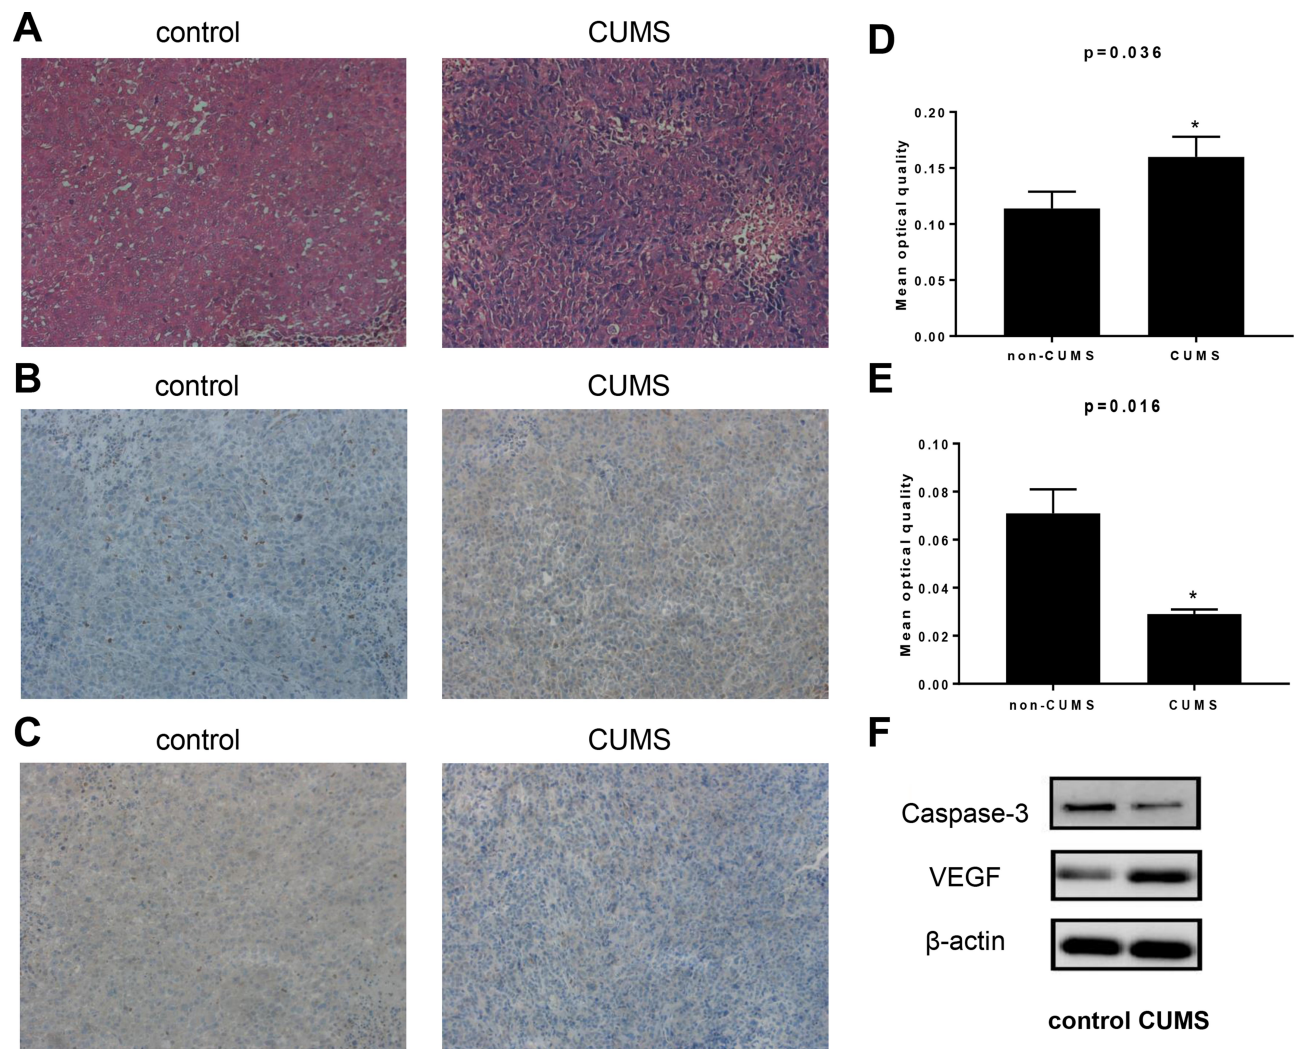 A
control
CUMS
D
p=0.036
0.20
0.15
0.10
0.05
0.00
Mean optical quality
*
non-CUMS
CUMS
B
control
CUMS
E
p=0.016
0.10
0.08
0.06
0.04
0.02
0.00
Mean optical quality
*
non-CUMS
CUMS
C
control
CUMS
F
Caspase-3
VEGF
β-actin
control CUMS